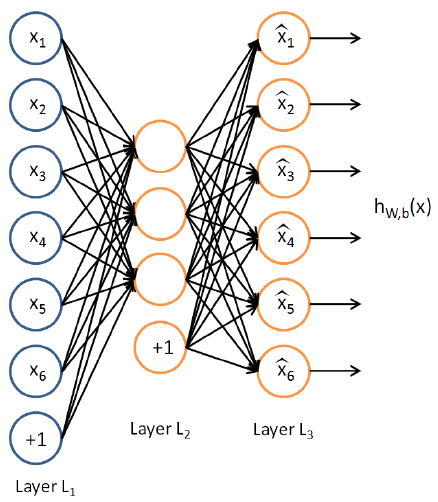 x₁
x₂
x₃
x₄
x₅
x₆
+1
Layer L₁
+1
Layer L₂
x̂₁
x̂₂
x̂₃
x̂₄
x̂₅
x̂₆
Layer L₃
h_{W,b}(x)